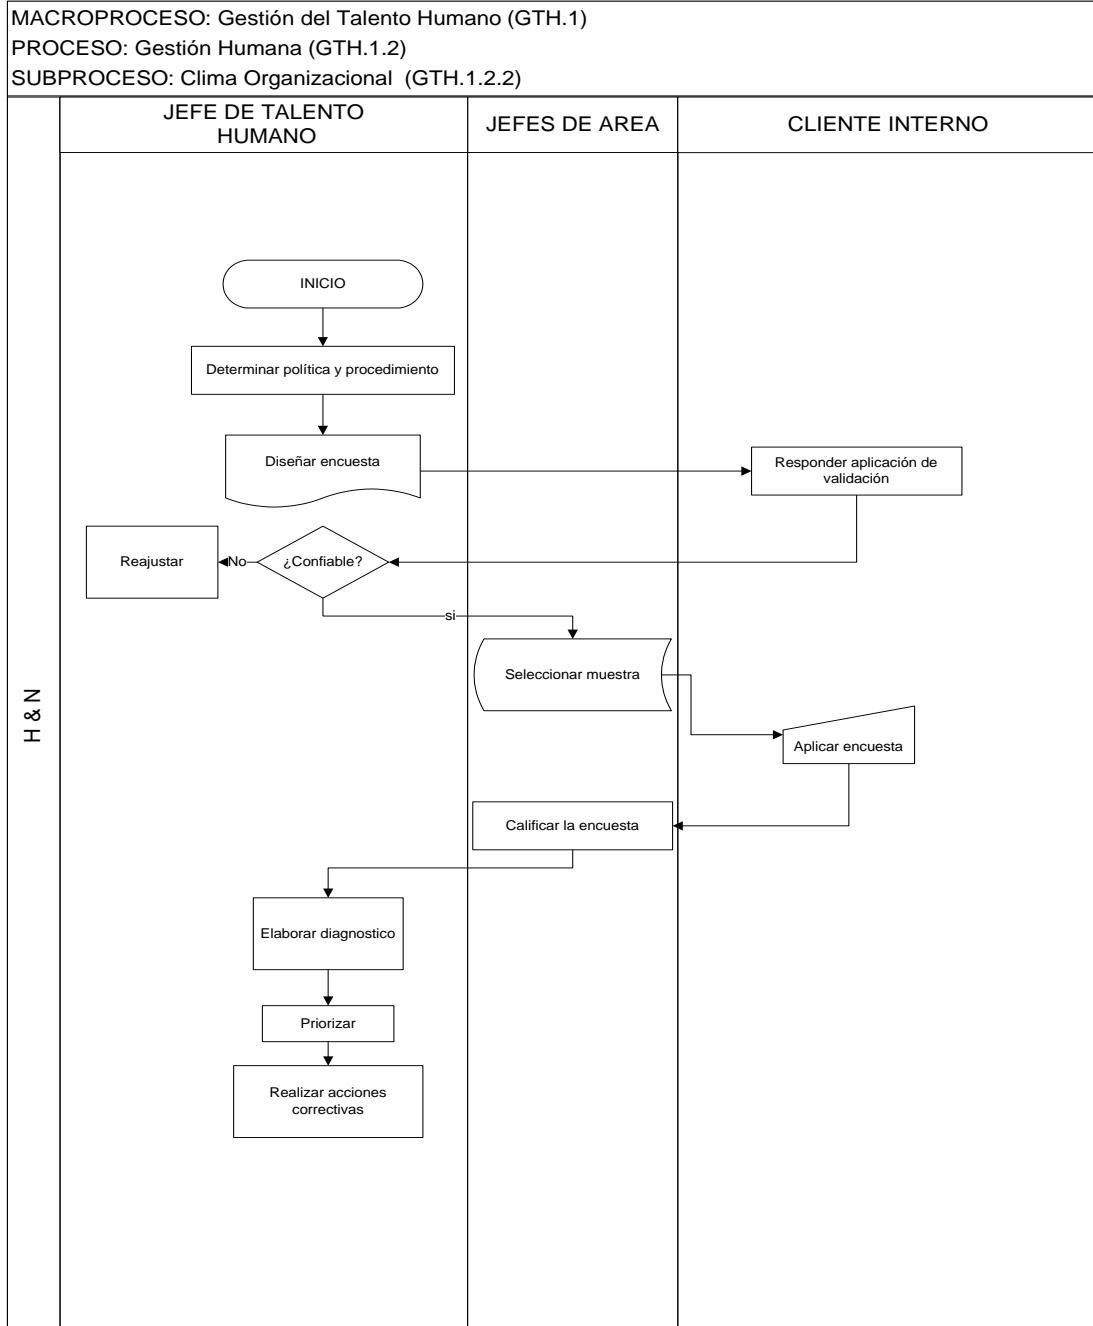 MACROPROCESO: Gestión del Talento Humano (GTH.1)
PROCESO: Gestión Humana (GTH.1.2)
SUBPROCESO: Clima Organizacional  (GTH.1.2.2)
JEFE DE TALENTO
HUMANO
JEFES DE AREA
CLIENTE INTERNO
H & N
INICIO
Determinar política y procedimiento
Diseñar encuesta
Responder aplicación de
validación
Reajustar
No
¿Confiable?
si
Seleccionar muestra
Aplicar encuesta
Calificar la encuesta
Elaborar diagnostico
Priorizar
Realizar acciones
correctivas